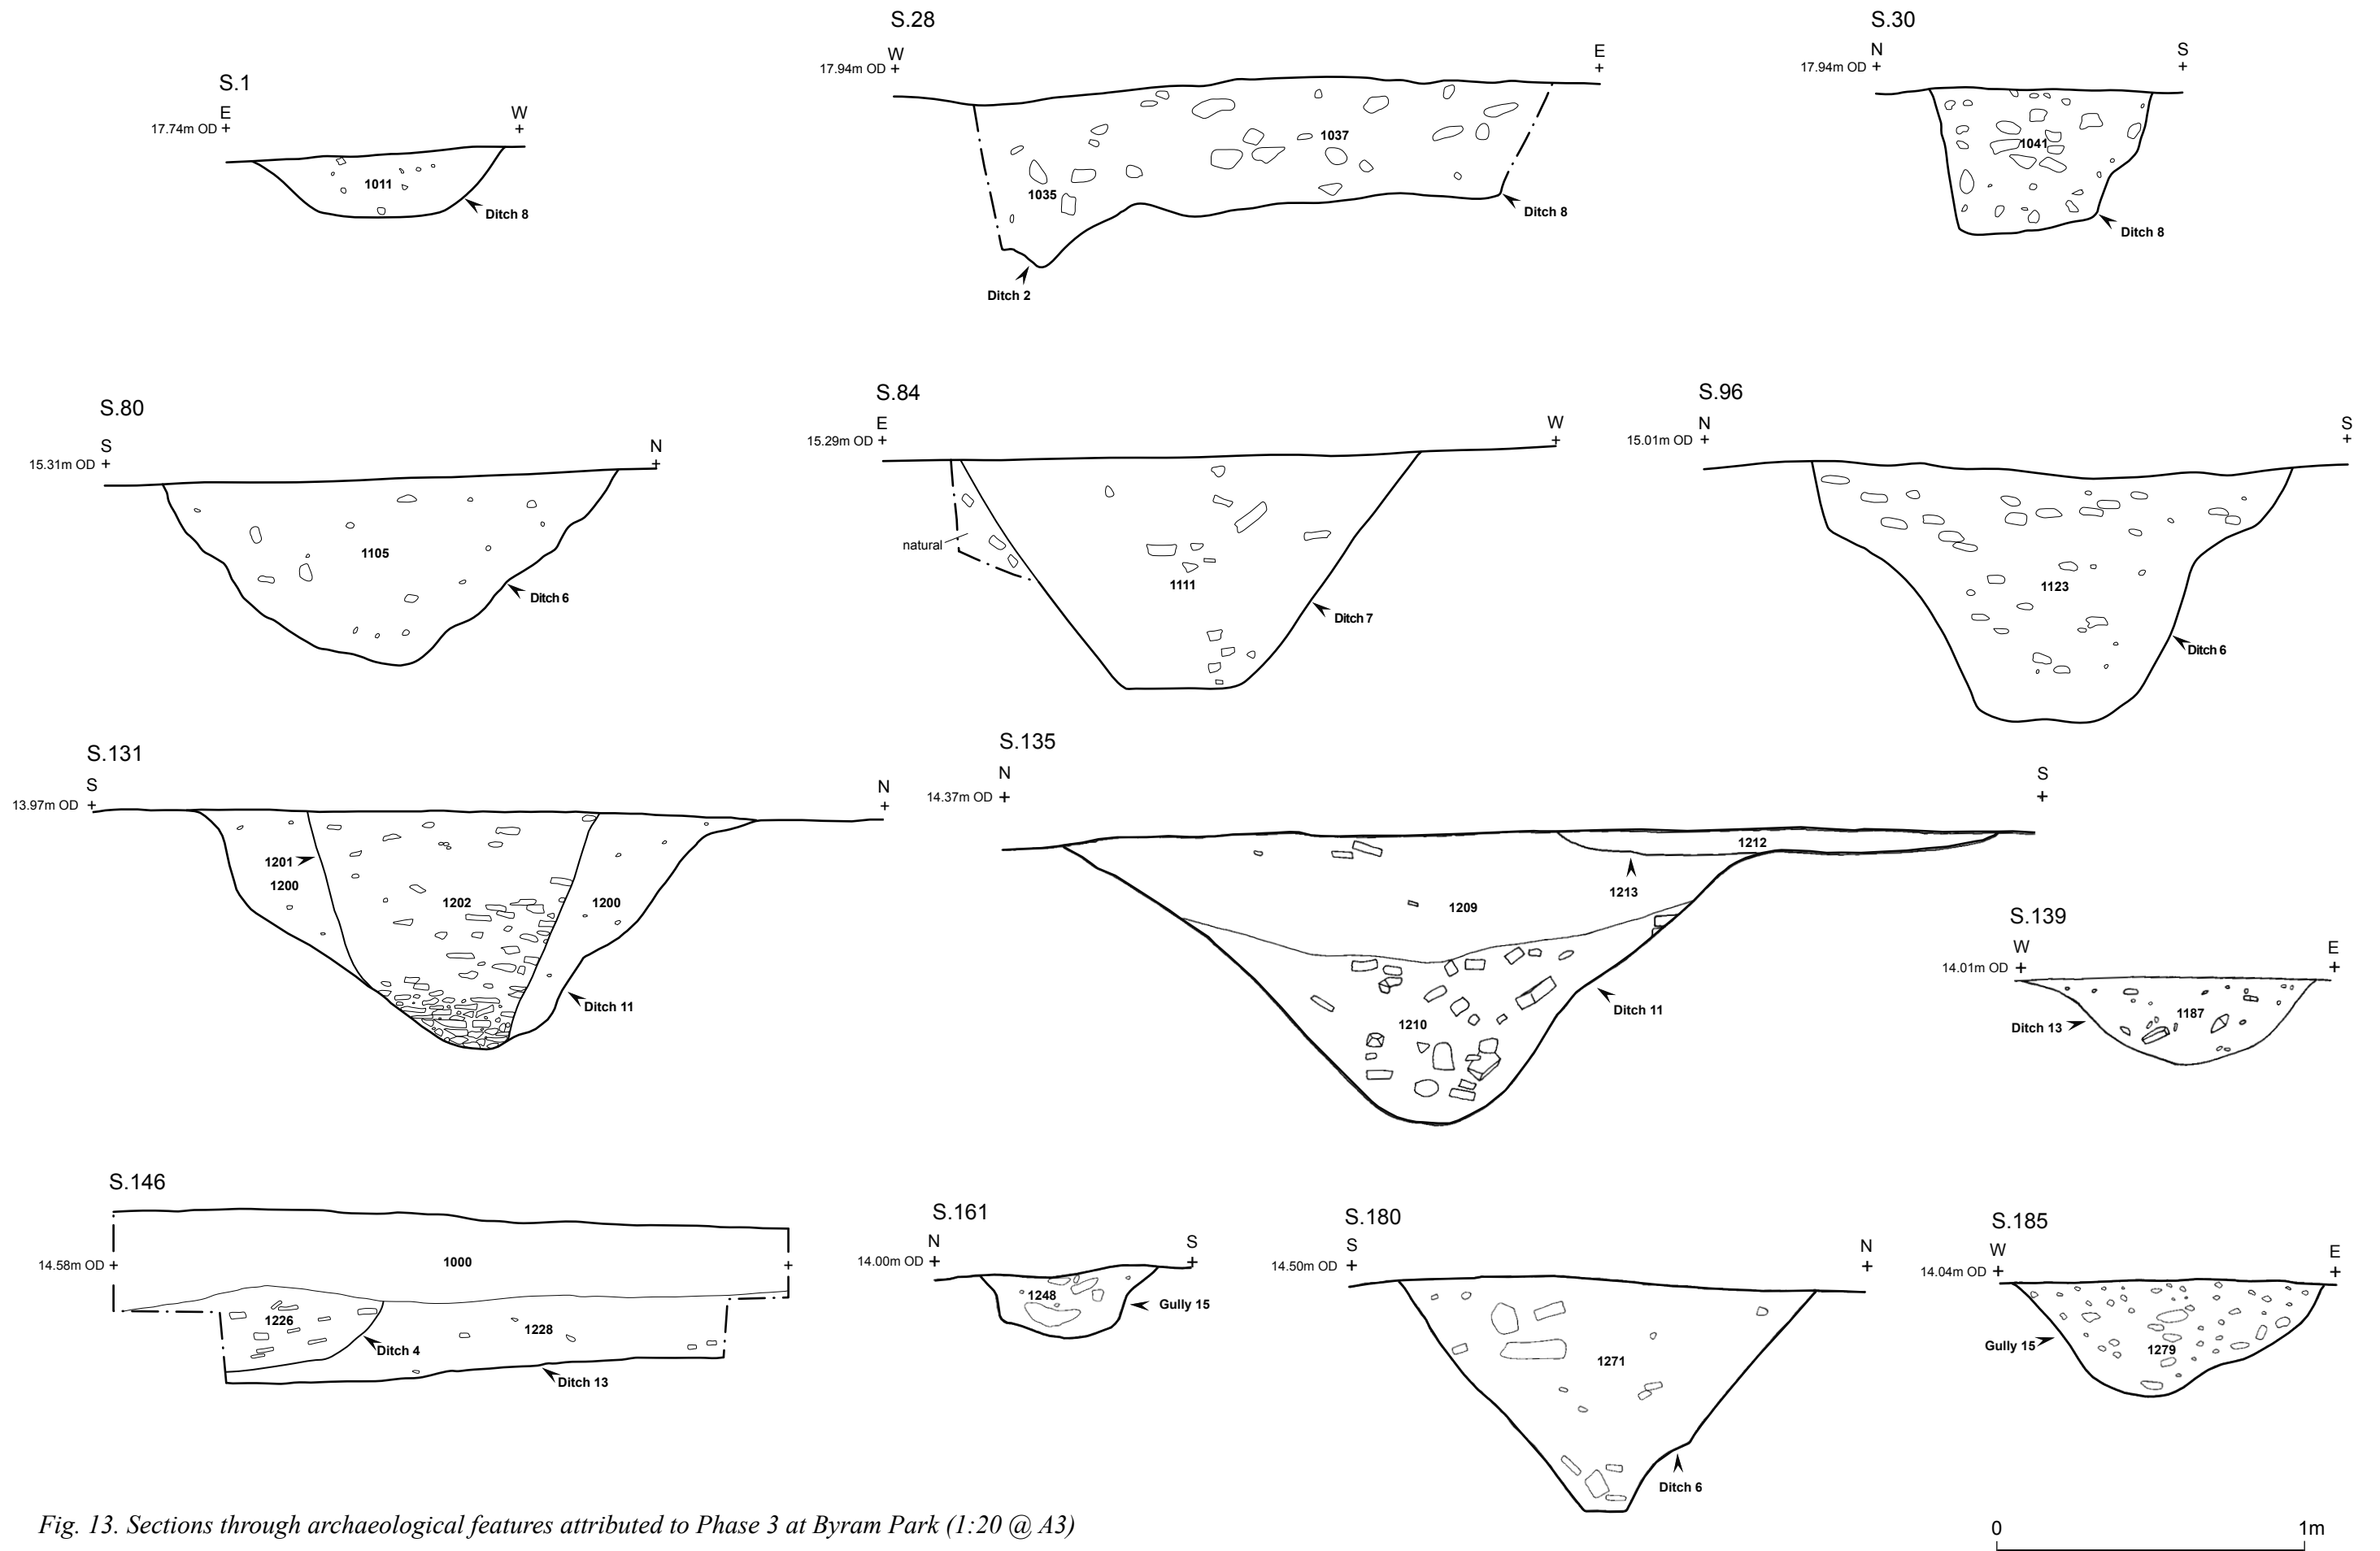 S.1
E W
17.74m OD
1011
Ditch 8
S.28
W E
17.94m OD
1037
1035
Ditch 8
Ditch 2
S.30
N S
17.94m OD
1041
Ditch 8
S.80
S N
15.31m OD
1105
Ditch 6
S.84
E W
15.29m OD
natural
1111
Ditch 7
S.96
N S
15.01m OD
1123
Ditch 6
S.131
S N
13.97m OD
1201
1200
1202
1200
Ditch 11
S.135
N S
14.37m OD
1212
1213
1209
1210
Ditch 11
S.139
W E
14.01m OD
1187
Ditch 13
S.146
14.58m OD
1000
1226
1228
Ditch 4
Ditch 13
S.161
N S
14.00m OD
1248
Gully 15
S.180
S N
14.50m OD
1271
Ditch 6
S.185
W E
14.04m OD
Gully 15
1279
Fig. 13. Sections through archaeological features attributed to Phase 3 at Byram Park (1:20 @ A3)
0 1m